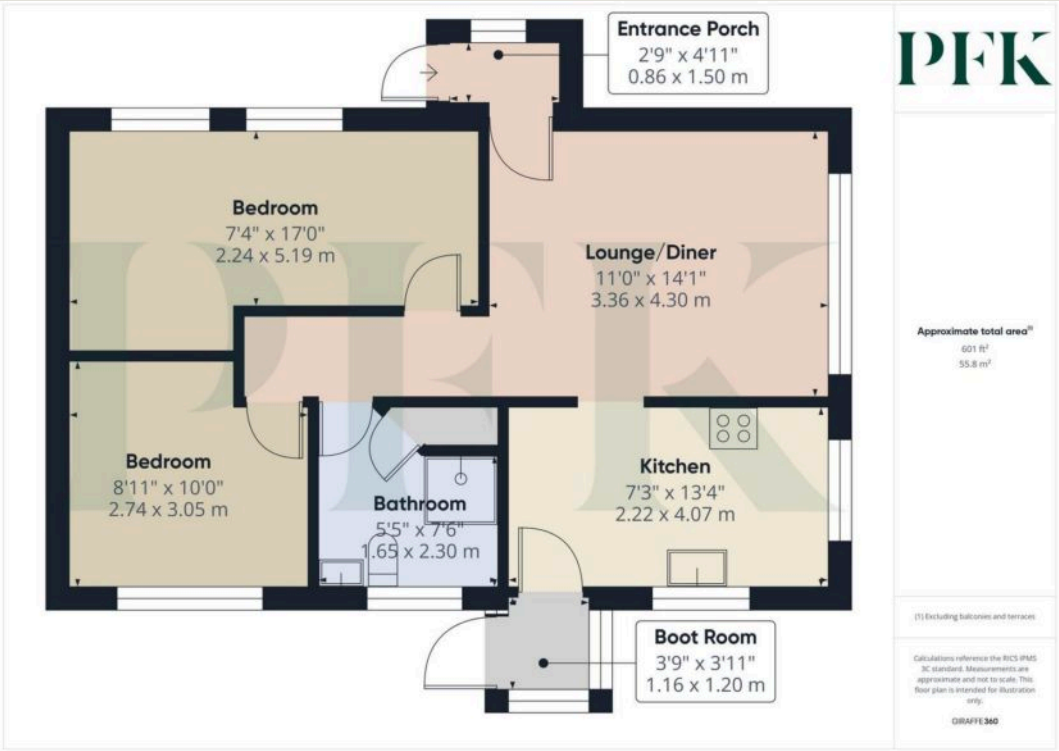 Entrance Porch
2'9" x 4'11"
0.86 x 1.50 m
PFK
Bedroom
7'4" x 17'0"
2.24 x 5.19 m
Lounge/Diner
11'0" x 14'1"
3.36 x 4.30 m
Approximate total area⁽¹⁾
601 ft²
55.8 m²
PFK
Bedroom
8'11" x 10'0"
2.74 x 3.05 m
Bathroom
5'5" x 7'6"
1.65 x 2.30 m
Kitchen
7'3" x 13'4"
2.22 x 4.07 m
Boot Room
3'9" x 3'11"
1.16 x 1.20 m
(1) Excluding balconies and terraces
Calculations reference the RICS IPMS
3C standard. Measurements are
approximate and not to scale. This
floor plan is intended for illustration
only.
GIRAFFE360